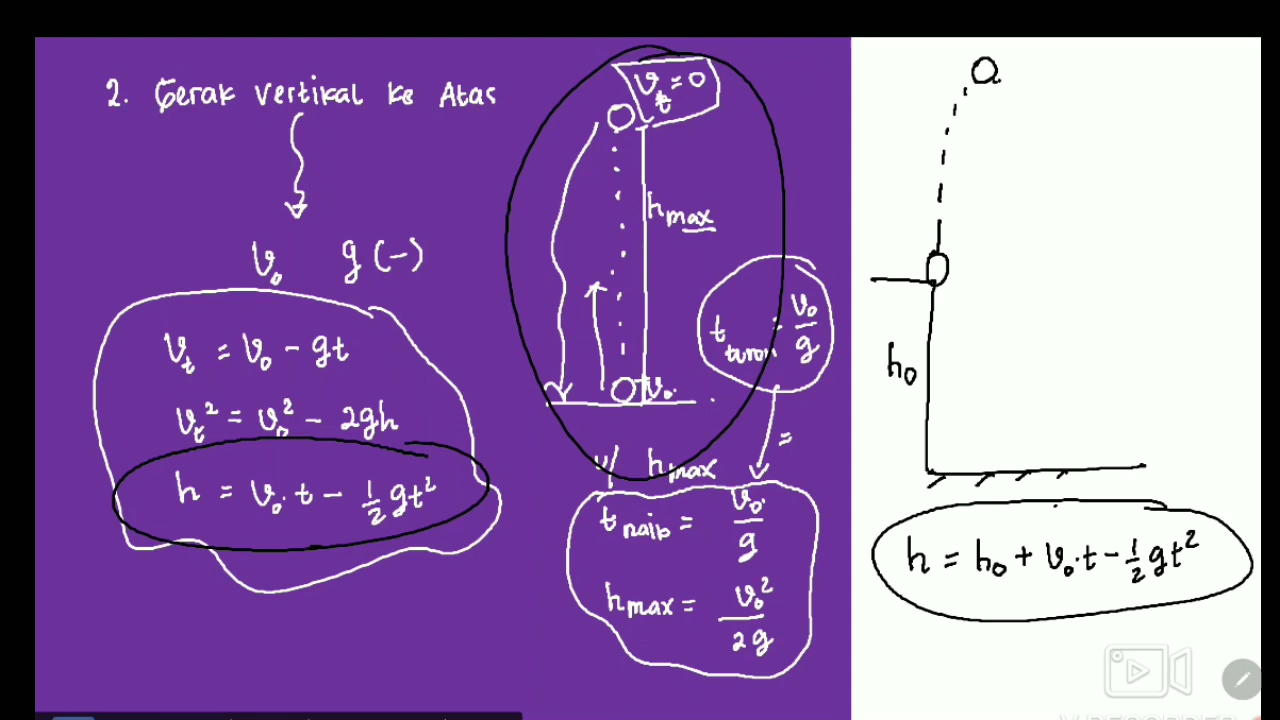 2. Gerak Vertikal Ke Atas
v₀ g (-)
vₜ = v₀ - gt
vₜ² = v₀² - 2gh
h = v₀.t - ½gt²
vₜ = 0
hmax
v₀.
t turun = v₀/g
=
hmax
t naik = v₀/g
hmax = v₀²/2g
h₀
h = h₀ + v₀.t - ½gt²